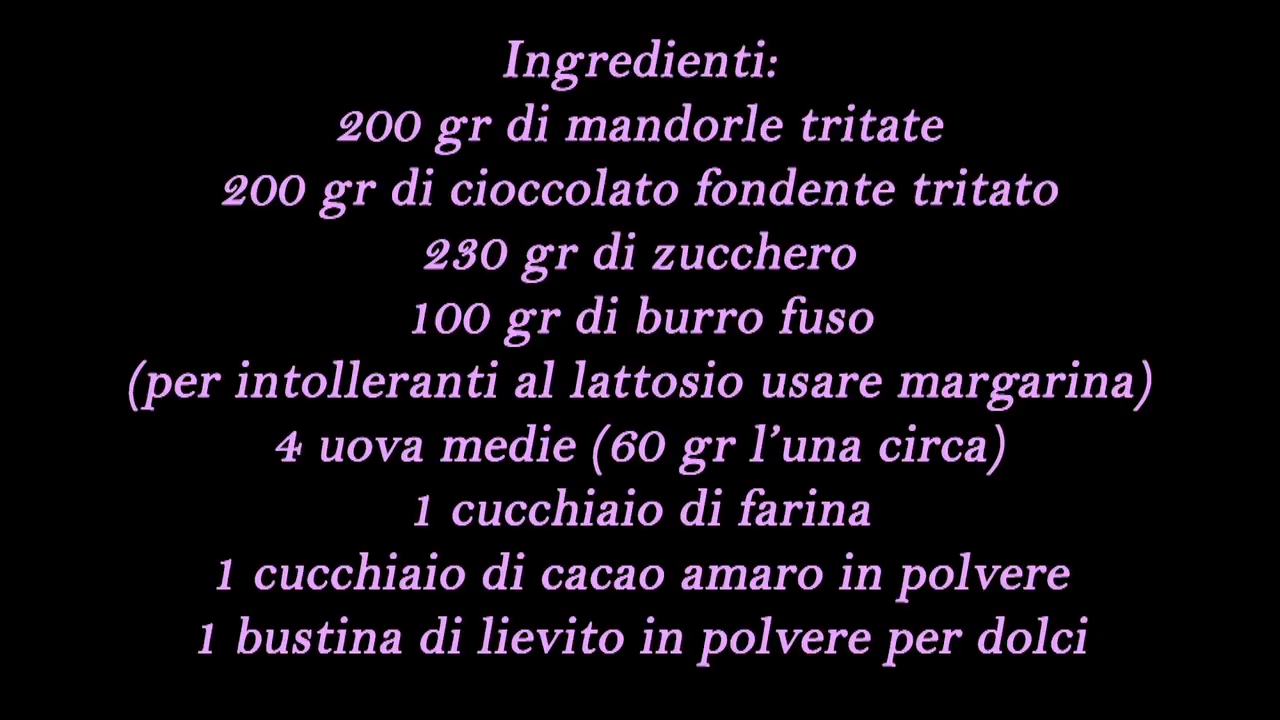 Ingredienti:
200 gr di mandorle tritate
200 gr di cioccolato fondente tritato
230 gr di zucchero
100 gr di burro fuso
(per intolleranti al lattosio usare margarina)
4 uova medie (60 gr l'una circa)
1 cucchiaio di farina
1 cucchiaio di cacao amaro in polvere
1 bustina di lievito in polvere per dolci